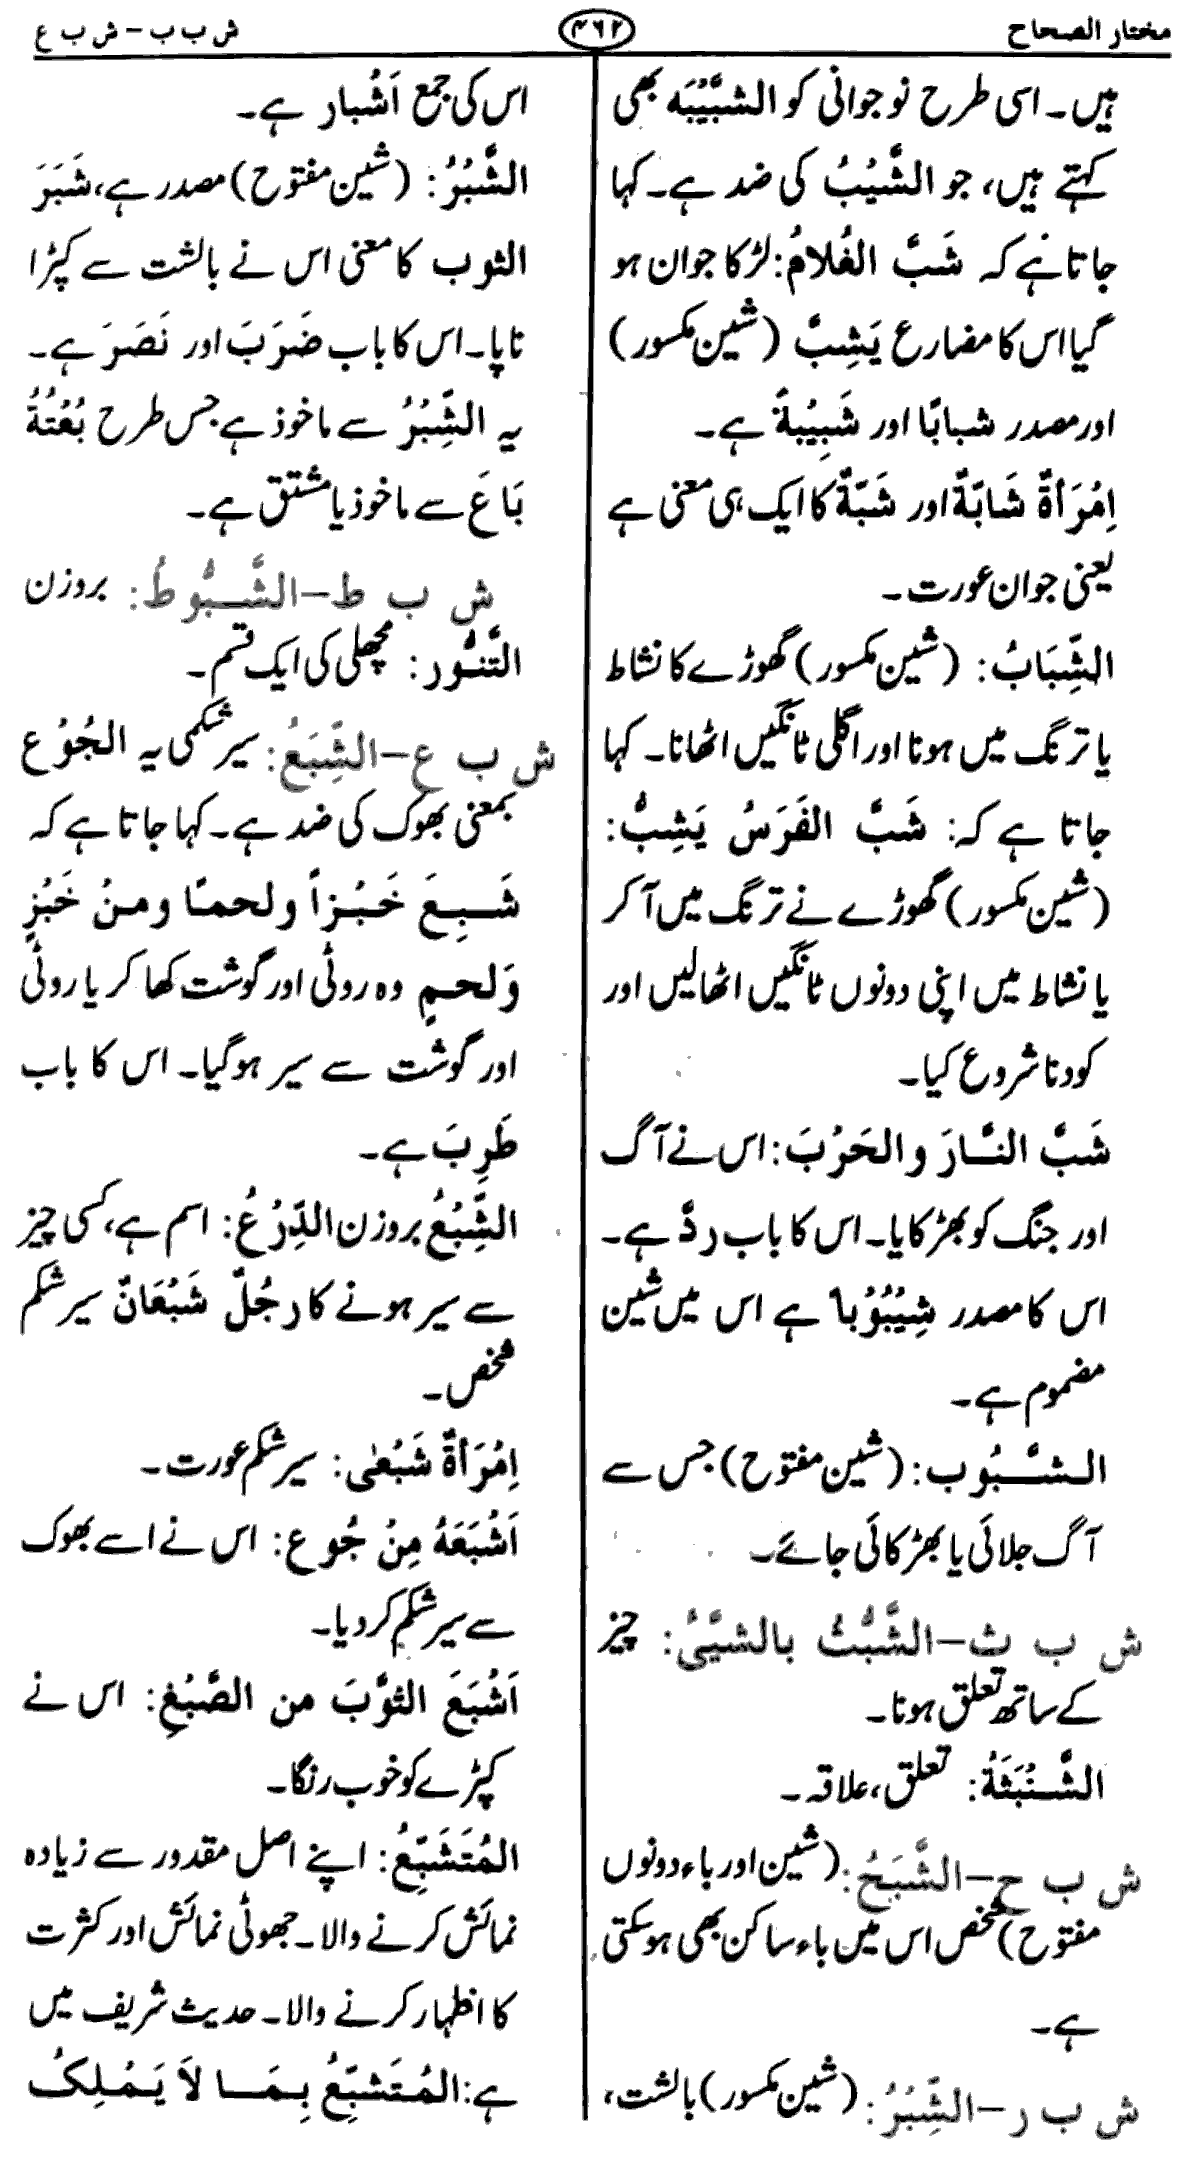 مختار الصحاح
۴۶۲
ش ب ب – ش ب ع
ہیں۔ اسی طرح نوجوانی کو الشَّبِيْبَه بھی
کہتے ہیں، جو الشَّيْبُ کی ضد ہے۔ کہا
جاتا ہے کہ شَبَّ الغُلامُ: لڑکا جوان ہو
گیا اس کا مضارع يَشِبُّ (شین مکسور)
اور مصدر شبابًا اور شَبِيْبةً ہے۔
اِمْرَأةٌ شَابّةٌ اور شَبّةٌ کا ایک ہی معنی ہے
یعنی جوان عورت۔
الشِّبَابُ: (شین مکسور) گھوڑے کا نشاط
یا ترنگ میں ہونا اور اگلی ٹانگیں اٹھانا۔ کہا
جاتا ہے کہ: شَبَّ الفَرَسُ يَشِبُّ:
(شین مکسور) گھوڑے نے ترنگ میں آ کر
یا نشاط میں اپنی دونوں ٹانگیں اٹھالیں اور
کودنا شروع کیا۔
شَبَّ النَّارَ والحَرْبَ: اس نے آگ
اور جنگ کو بھڑکایا۔ اس کا باب ردَّ ہے۔
اس کا مصدر شِيْبُوْبا ہے اس میں شین
مضموم ہے۔
الشَّبُوب: (شین مفتوح) جس سے
آگ جلائی یا بھڑکائی جائے۔
ش ب ث–الشَّبُّثُ بالشيَّئُ: چیز
کے ساتھ تعلق ہونا۔
الشَّنْبَثَةُ: تعلق، علاقہ۔
ش ب ح–الشَّبَحُ: (شین اور باء دونوں
مفتوح) شخص اس میں باء ساکن بھی ہوسکتی
ہے۔
ش ب ر–الشِّبْرُ: (شین مکسور) بالشت،
اس کی جمع اَشْبار ہے۔
الشَّبْرُ: (شین مفتوح) مصدر ہے، شَبَرَ
الثوب کا معنی اس نے بالشت سے کپڑا
ناپا۔ اس کا باب ضَرَبَ اور نَصَرَ ہے۔
یہ الشِّبْرُ سے ماخوذ ہے جس طرح بُعْتُهُ
بَاعَ سے ماخوذ یا مشتق ہے۔
ش ب ط–الشَّبُّوطُ: بروزن
التَّنُّور: مچھلی کی ایک قسم۔
ش ب ع–الشِّبَعُ: سیر شکمی یہ الجُوْع
بمعنی بھوک کی ضد ہے۔ کہا جاتا ہے کہ
شَبِعَ خَبْزاً ولحمًا ومنْ خَبْزٍ
وَلحمٍ وہ روٹی اور گوشت کھا کر یا روٹی
اور گوشت سے سیر ہوگیا۔ اس کا باب
طَرِبَ ہے۔
الشِّبْعُ بروزن الدِّرْعُ: اسم ہے، کسی چیز
سے سیر ہونے کا رجُلٌ شَبْعَانٌ سیر شکم
شخص۔
اِمْرَأةٌ شَبْعٰی: سیر شکم عورت۔
اَشْبَعَهُ مِنْ جُوع: اس نے اسے بھوک
سے سیر شکم کر دیا۔
اَشْبَعَ الثوَّبَ من الصَّبْغِ: اس نے
کپڑے کو خوب رنگا۔
المُتَشَبِّعُ: اپنے اصل مقدور سے زیادہ
نمائش کرنے والا۔ جھوٹی نمائش اور کثرت
کا اظہار کرنے والا۔ حدیث شریف میں
ہے: المُتَشبِّعُ بِمَا لاَ يَمْلِكُ